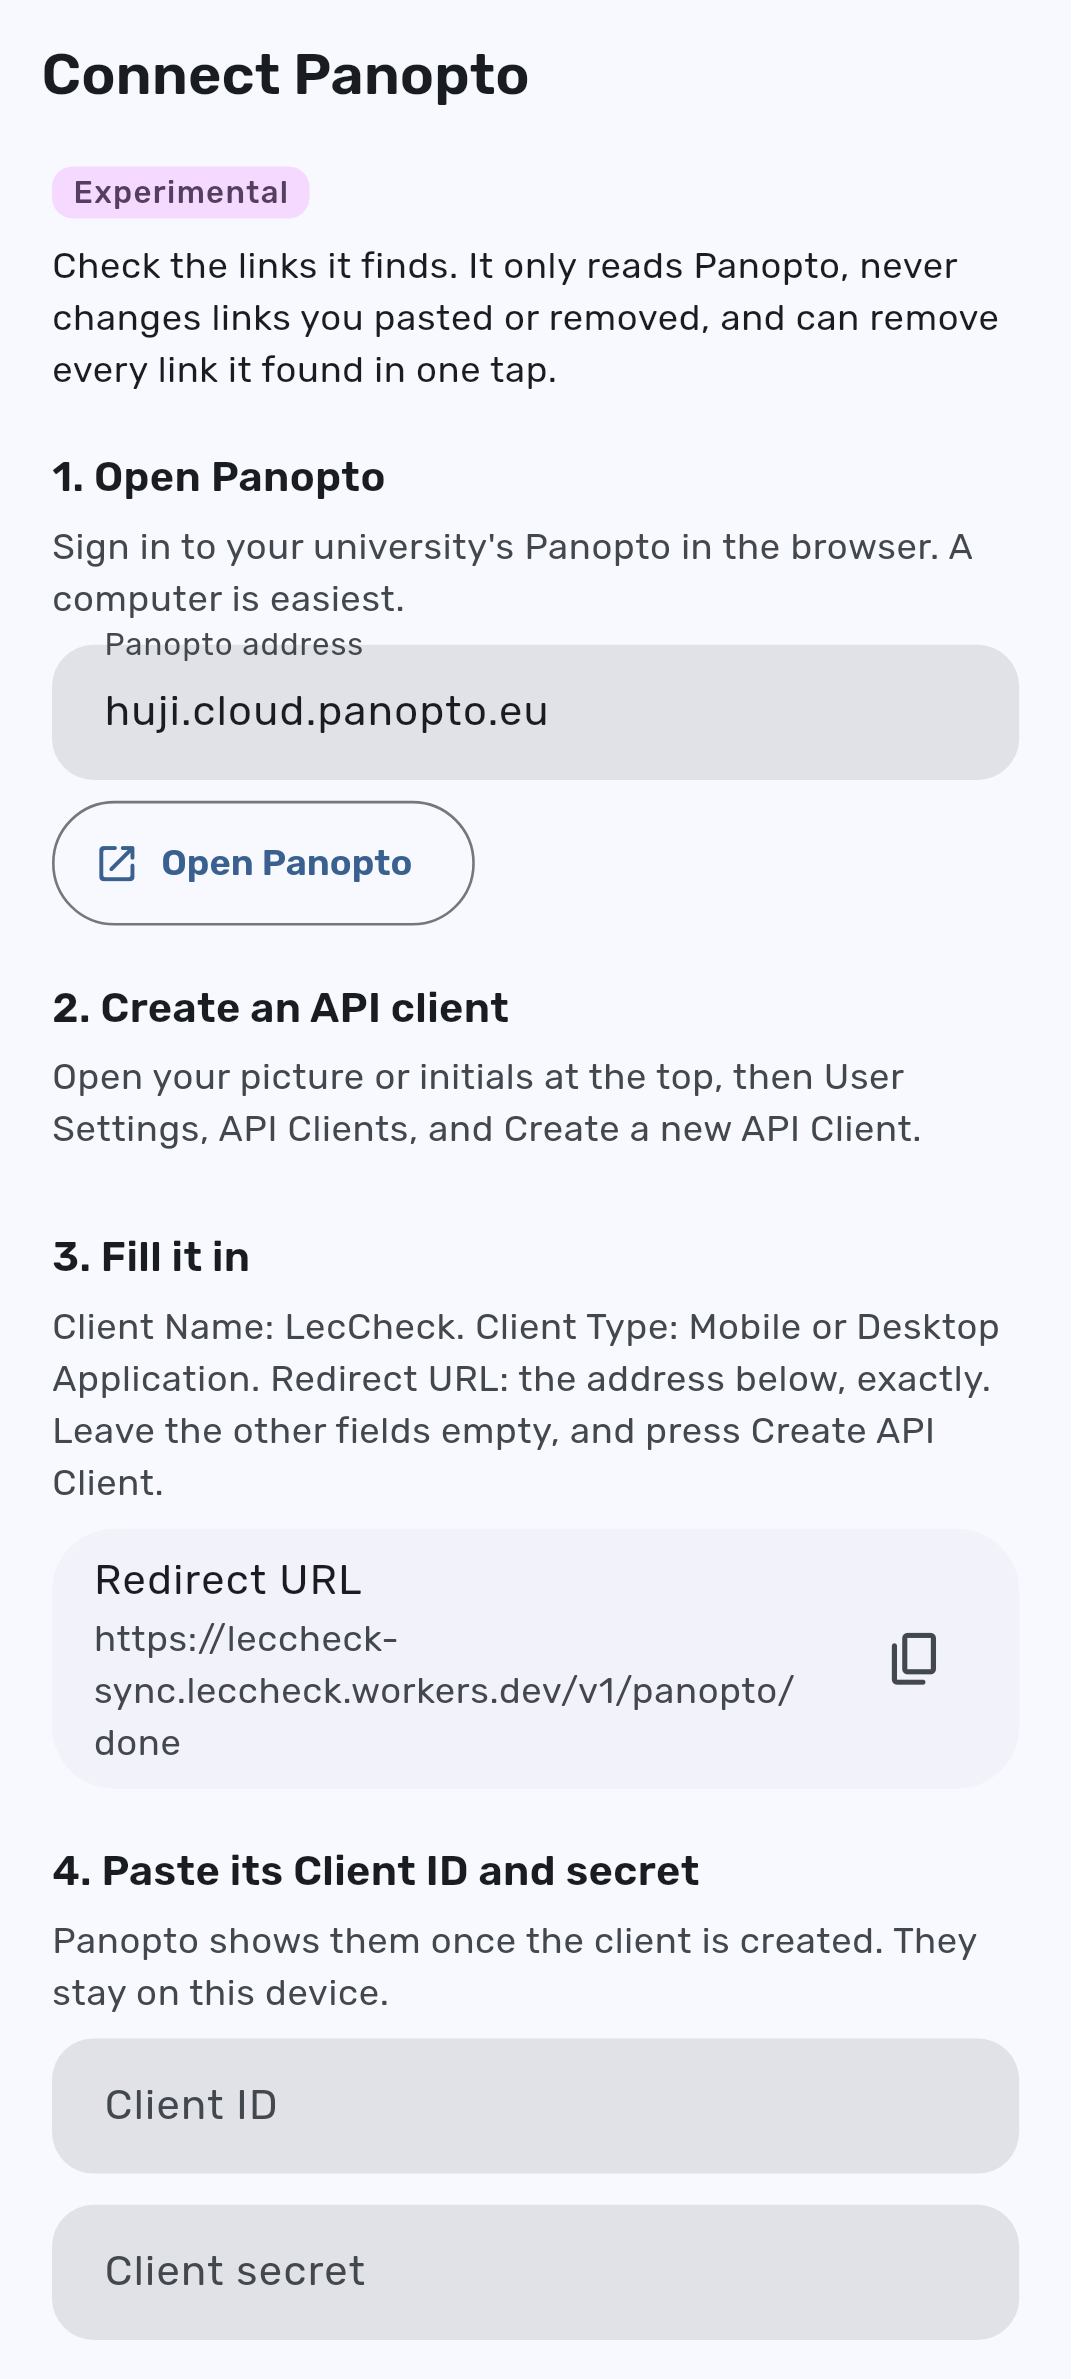 Connect Panopto
Experimental
Check the links it finds. It only reads Panopto, never
changes links you pasted or removed, and can remove
every link it found in one tap.
1. Open Panopto
Sign in to your university's Panopto in the browser. A
computer is easiest.
Panopto address
huji.cloud.panopto.eu
Open Panopto
2. Create an API client
Open your picture or initials at the top, then User
Settings, API Clients, and Create a new API Client.
3. Fill it in
Client Name: LecCheck. Client Type: Mobile or Desktop
Application. Redirect URL: the address below, exactly.
Leave the other fields empty, and press Create API
Client.
Redirect URL
https://leccheck-
sync.leccheck.workers.dev/v1/panopto/
done
4. Paste its Client ID and secret
Panopto shows them once the client is created. They
stay on this device.
Client ID
Client secret